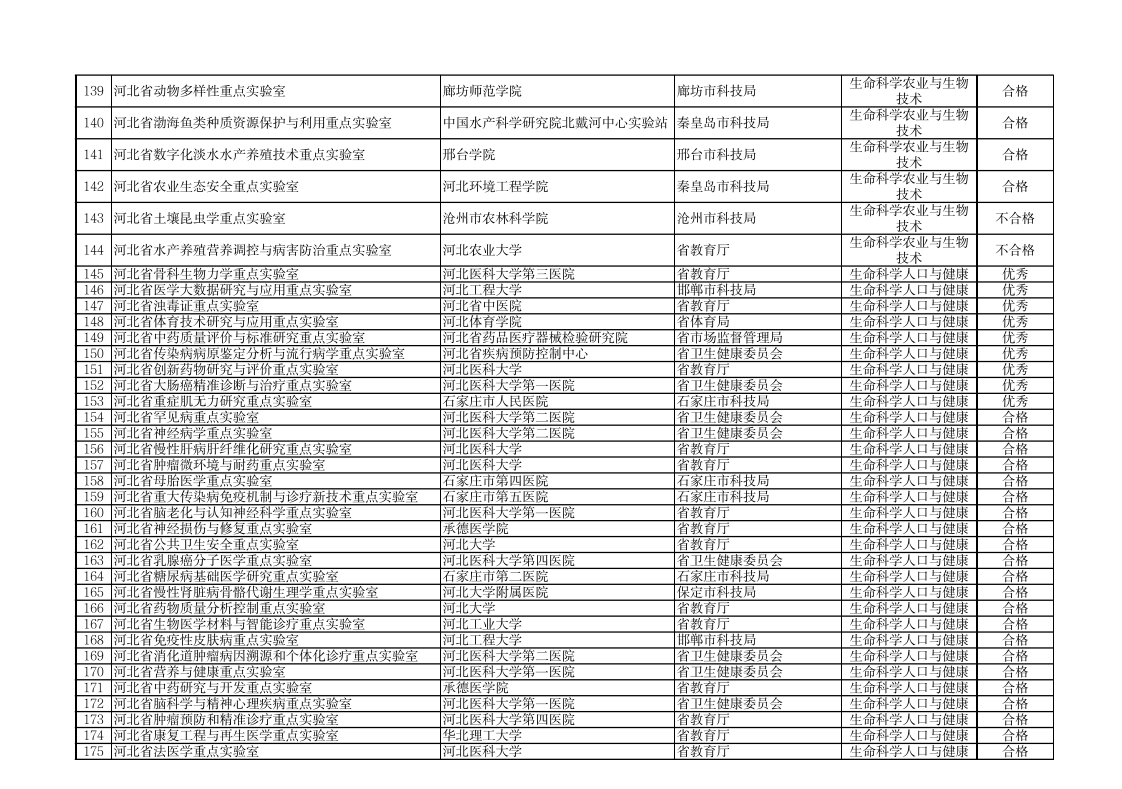 139 河北省动物多样性重点实验室 廊坊师范学院 廊坊市科技局 生命科学农业与生物技术 合格
140 河北省渤海鱼类种质资源保护与利用重点实验室 中国水产科学研究院北戴河中心实验站 秦皇岛市科技局 生命科学农业与生物技术 合格
141 河北省数字化淡水水产养殖技术重点实验室 邢台学院 邢台市科技局 生命科学农业与生物技术 合格
142 河北省农业生态安全重点实验室 河北环境工程学院 秦皇岛市科技局 生命科学农业与生物技术 合格
143 河北省土壤昆虫学重点实验室 沧州市农林科学院 沧州市科技局 生命科学农业与生物技术 不合格
144 河北省水产养殖营养调控与病害防治重点实验室 河北农业大学 省教育厅 生命科学农业与生物技术 不合格
145 河北省骨科生物力学重点实验室 河北医科大学第三医院 省教育厅 生命科学人口与健康 优秀
146 河北省医学大数据研究与应用重点实验室 河北工程大学 邯郸市科技局 生命科学人口与健康 优秀
147 河北省浊毒证重点实验室 河北省中医院 省教育厅 生命科学人口与健康 优秀
148 河北省体育技术研究与应用重点实验室 河北体育学院 省体育局 生命科学人口与健康 优秀
149 河北省中药质量评价与标准研究重点实验室 河北省药品医疗器械检验研究院 省市场监督管理局 生命科学人口与健康 优秀
150 河北省传染病病原鉴定分析与流行病学重点实验室 河北省疾病预防控制中心 省卫生健康委员会 生命科学人口与健康 优秀
151 河北省创新药物研究与评价重点实验室 河北医科大学 省教育厅 生命科学人口与健康 优秀
152 河北省大肠癌精准诊断与治疗重点实验室 河北医科大学第一医院 省卫生健康委员会 生命科学人口与健康 优秀
153 河北省重症肌无力研究重点实验室 石家庄市人民医院 石家庄市科技局 生命科学人口与健康 优秀
154 河北省罕见病重点实验室 河北医科大学第二医院 省卫生健康委员会 生命科学人口与健康 合格
155 河北省神经病学重点实验室 河北医科大学第二医院 省卫生健康委员会 生命科学人口与健康 合格
156 河北省慢性肝病肝纤维化研究重点实验室 河北医科大学 省教育厅 生命科学人口与健康 合格
157 河北省肿瘤微环境与耐药重点实验室 河北医科大学 省教育厅 生命科学人口与健康 合格
158 河北省母胎医学重点实验室 石家庄市第四医院 石家庄市科技局 生命科学人口与健康 合格
159 河北省重大传染病免疫机制与诊疗新技术重点实验室 石家庄市第五医院 石家庄市科技局 生命科学人口与健康 合格
160 河北省脑老化与认知神经科学重点实验室 河北医科大学第一医院 省教育厅 生命科学人口与健康 合格
161 河北省神经损伤与修复重点实验室 承德医学院 省教育厅 生命科学人口与健康 合格
162 河北省公共卫生安全重点实验室 河北大学 省教育厅 生命科学人口与健康 合格
163 河北省乳腺癌分子医学重点实验室 河北医科大学第四医院 省卫生健康委员会 生命科学人口与健康 合格
164 河北省糖尿病基础医学研究重点实验室 石家庄市第二医院 石家庄市科技局 生命科学人口与健康 合格
165 河北省慢性肾脏病骨骼代谢生理学重点实验室 河北大学附属医院 保定市科技局 生命科学人口与健康 合格
166 河北省药物质量分析控制重点实验室 河北大学 省教育厅 生命科学人口与健康 合格
167 河北省生物医学材料与智能诊疗重点实验室 河北工业大学 省教育厅 生命科学人口与健康 合格
168 河北省免疫性皮肤病重点实验室 河北工程大学 邯郸市科技局 生命科学人口与健康 合格
169 河北省消化道肿瘤病因溯源和个体化诊疗重点实验室 河北医科大学第二医院 省卫生健康委员会 生命科学人口与健康 合格
170 河北省营养与健康重点实验室 河北医科大学第一医院 省卫生健康委员会 生命科学人口与健康 合格
171 河北省中药研究与开发重点实验室 承德医学院 省教育厅 生命科学人口与健康 合格
172 河北省脑科学与精神心理疾病重点实验室 河北医科大学第一医院 省卫生健康委员会 生命科学人口与健康 合格
173 河北省肿瘤预防和精准诊疗重点实验室 河北医科大学第四医院 省教育厅 生命科学人口与健康 合格
174 河北省康复工程与再生医学重点实验室 华北理工大学 省教育厅 生命科学人口与健康 合格
175 河北省法医学重点实验室 河北医科大学 省教育厅 生命科学人口与健康 合格